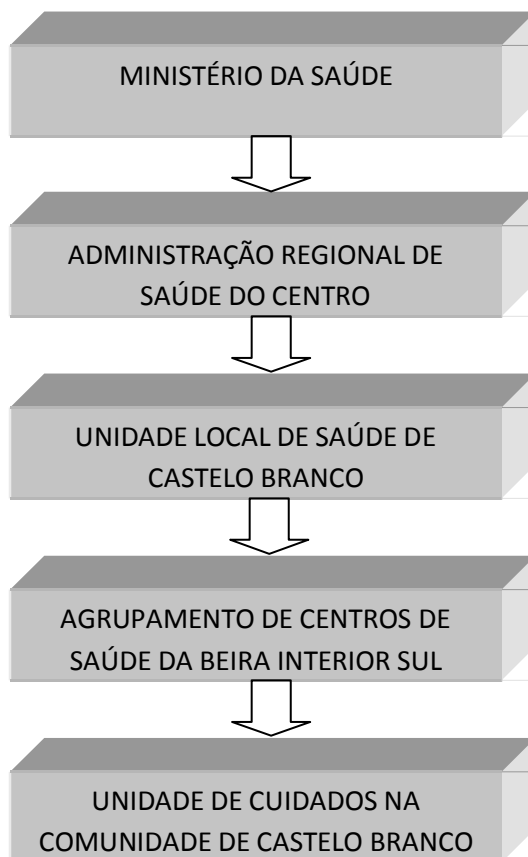 MINISTÉRIO DA SAÚDE
ADMINISTRAÇÃO REGIONAL DE
SAÚDE DO CENTRO
UNIDADE LOCAL DE SAÚDE DE
CASTELO BRANCO
AGRUPAMENTO DE CENTROS DE
SAÚDE DA BEIRA INTERIOR SUL
UNIDADE DE CUIDADOS NA
COMUNIDADE DE CASTELO BRANCO